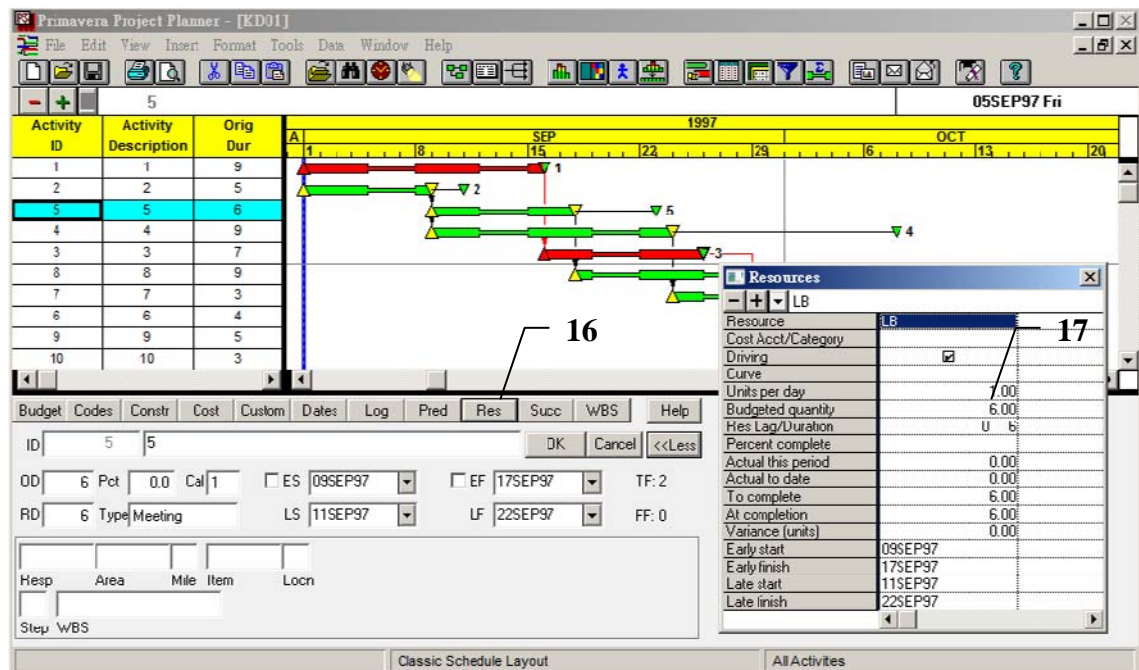 Primavera Project Planner - [KD01]
File Edit View Insert Format Tools Data Window Help
5 05SEP97 Fri
Activity ID Activity Description Orig Dur
1997
A SEP OCT
1 8 15 22 29 6 13 20
1 1 9
2 2 5
5 5 6
4 4 9
3 3 7
8 8 9
7 7 3
6 6 4
9 9 5
10 10 3
1
2
5
4
3
16
17
Resources
LB
Resource LB
Cost Acct/Category
Driving
Curve
Units per day 1.00
Budgeted quantity 6.00
Res Lag/Duration 0 6
Percent complete
Actual this period 0.00
Actual to date 0.00
To complete 6.00
At completion 6.00
Variance (units) 0.00
Early start 09SEP97
Early finish 17SEP97
Late start 11SEP97
Late finish 22SEP97
Budget Codes Constr Cost Custom Dates Log Pred Res Succ WBS Help
ID 5 5 OK Cancel <<Less
OD 6 Pct 0.0 Cal 1 ES 09SEP97 EF 17SEP97 TF: 2
RD 6 Type Meeting LS 11SEP97 LF 22SEP97 FF: 0
Resp Area Mile Item Locn
Step WBS
Classic Schedule Layout All Activites